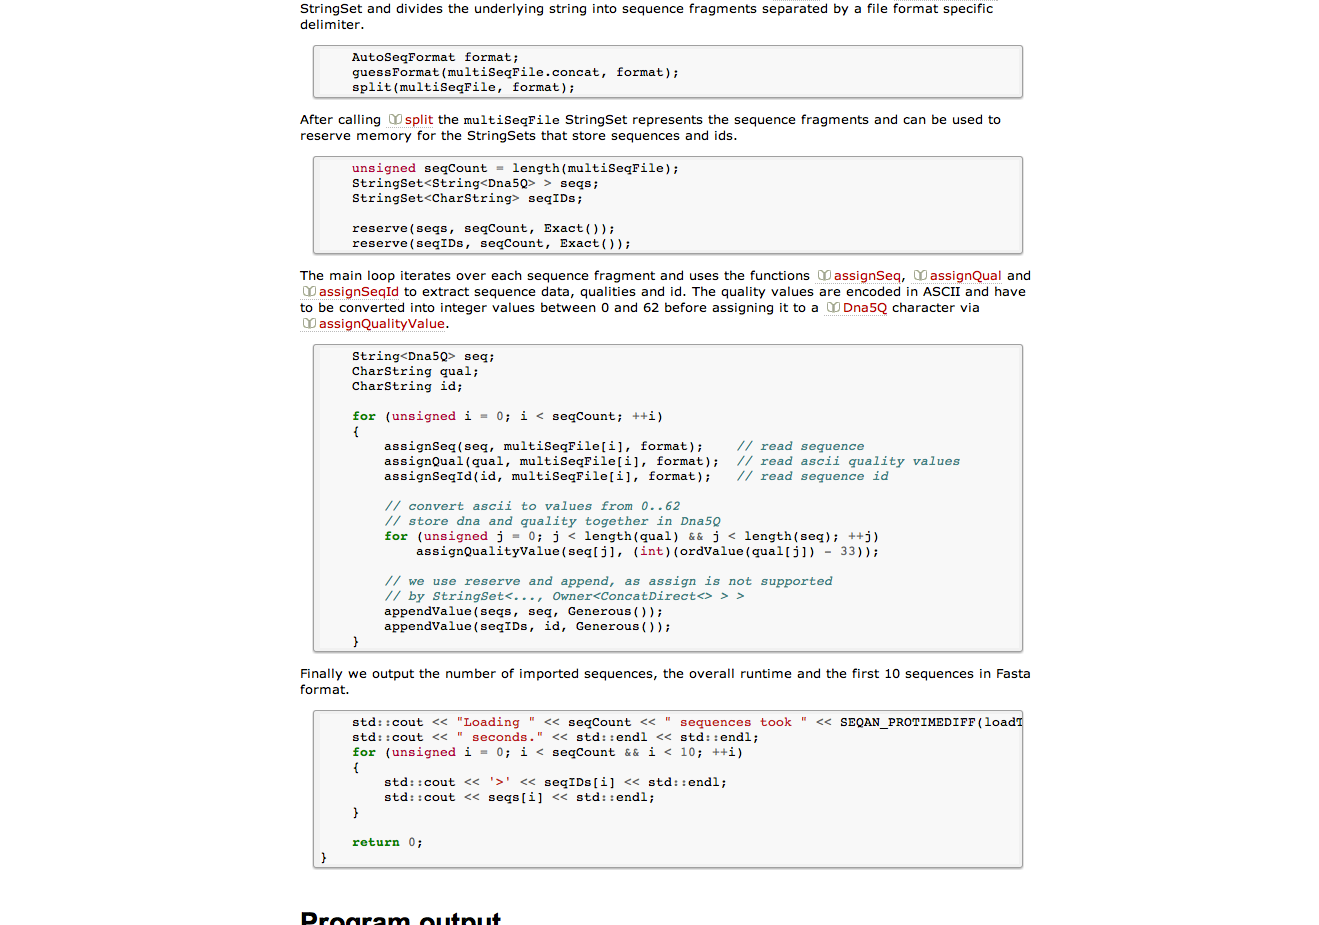 StringSet and divides the underlying string into sequence fragments separated by a file format specific
delimiter.
AutoSeqFormat format;
guessFormat(multiSeqFile.concat, format);
split(multiSeqFile, format);
After calling split the multiSeqFile StringSet represents the sequence fragments and can be used to
reserve memory for the StringSets that store sequences and ids.
unsigned seqCount = length(multiSeqFile);
StringSet<String<Dna5Q> > seqs;
StringSet<CharString> seqIDs;
reserve(seqs, seqCount, Exact());
reserve(seqIDs, seqCount, Exact());
The main loop iterates over each sequence fragment and uses the functions assignSeq, assignQual and
assignSeqId to extract sequence data, qualities and id. The quality values are encoded in ASCII and have
to be converted into integer values between 0 and 62 before assigning it to a Dna5Q character via
assignQualityValue.
String<Dna5Q> seq;
CharString qual;
CharString id;
for (unsigned i = 0; i < seqCount; ++i)
{
assignSeq(seq, multiSeqFile[i], format);    // read sequence
assignQual(qual, multiSeqFile[i], format);  // read ascii quality values
assignSeqId(id, multiSeqFile[i], format);   // read sequence id
// convert ascii to values from 0..62
// store dna and quality together in Dna5Q
for (unsigned j = 0; j < length(qual) && j < length(seq); ++j)
assignQualityValue(seq[j], (int)(ordValue(qual[j]) - 33));
// we use reserve and append, as assign is not supported
// by StringSet<..., Owner<ConcatDirect<> > >
appendValue(seqs, seq, Generous());
appendValue(seqIDs, id, Generous());
}
Finally we output the number of imported sequences, the overall runtime and the first 10 sequences in Fasta
format.
std::cout << "Loading " << seqCount << " sequences took " << SEQAN_PROTIMEDIFF(loadT
std::cout << " seconds." << std::endl << std::endl;
for (unsigned i = 0; i < seqCount && i < 10; ++i)
{
std::cout << '>' << seqIDs[i] << std::endl;
std::cout << seqs[i] << std::endl;
}
return 0;
}
Program output